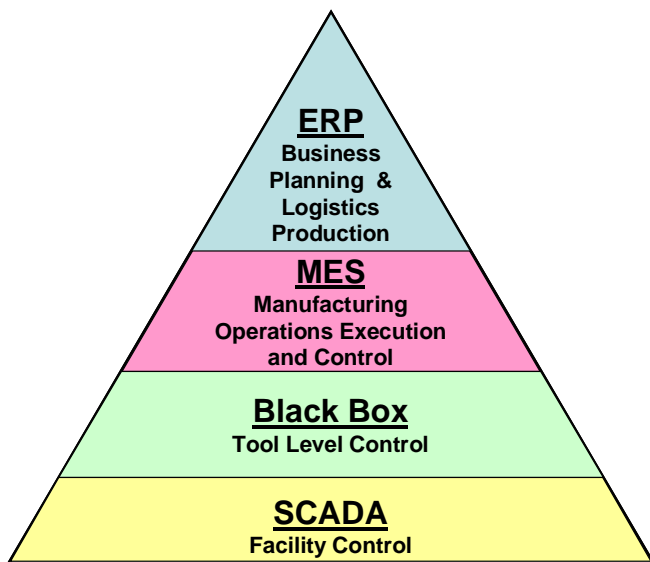 ERP
Business
Planning & 
Logistics
Production
MES
Manufacturing
Operations Execution
and Control
Black Box
Tool Level Control
SCADA
Facility Control